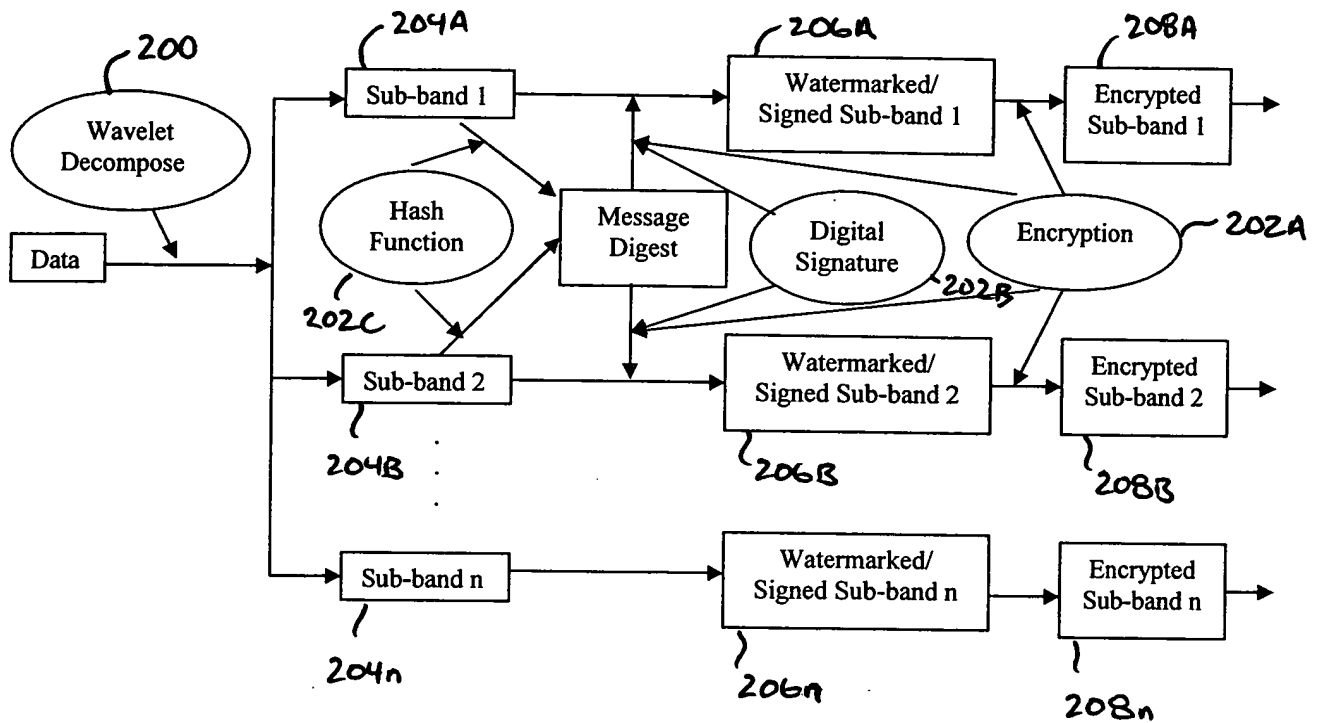 200
204A
206A
208A
Wavelet
Decompose
Sub-band 1
Watermarked/
Signed Sub-band 1
Encrypted
Sub-band 1
Hash
Function
Message
Digest
Digital
Signature
Encryption
202A
Data
202C
202B
Sub-band 2
Watermarked/
Signed Sub-band 2
Encrypted
Sub-band 2
204B
206B
208B
Sub-band n
Watermarked/
Signed Sub-band n
Encrypted
Sub-band n
204n
206n
208n